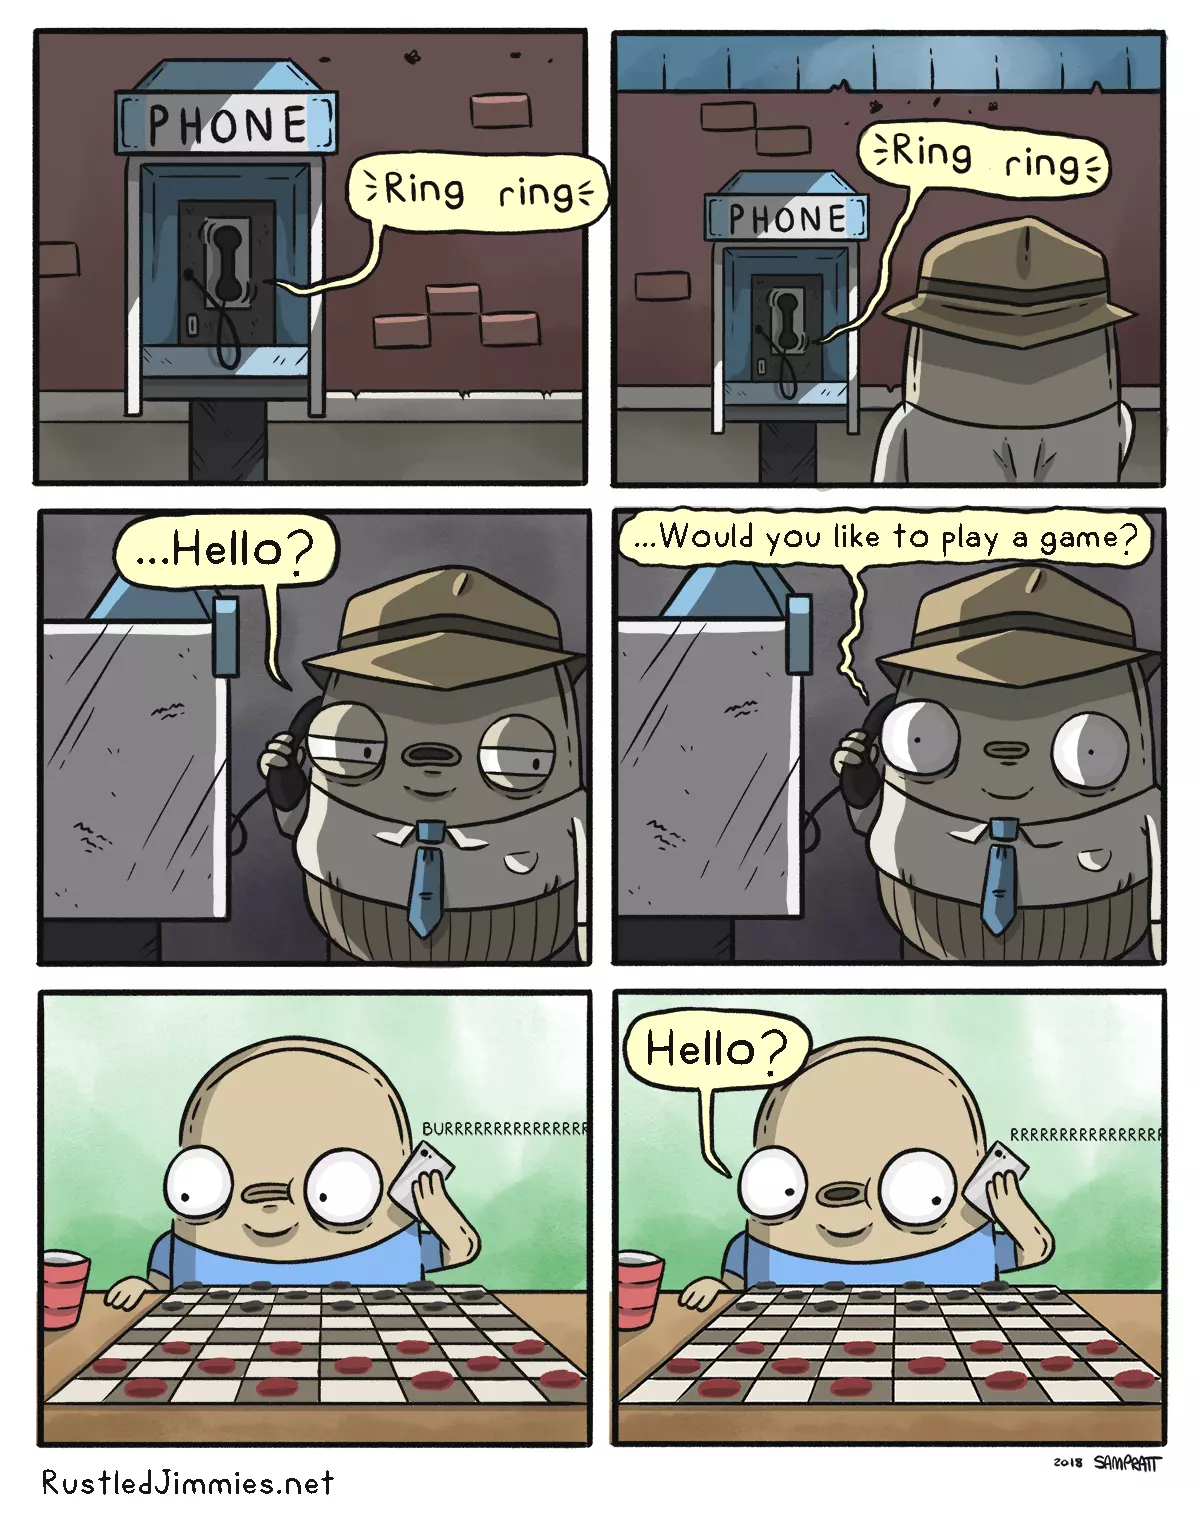 PHONE
Ring ring
PHONE
Ring ring
...Hello?
...Would you like to play a game?
BURRRRRRRRRRRRRRR
Hello?
RRRRRRRRRRRRRRRR
2018 SAMPRATT
RustledJimmies.net